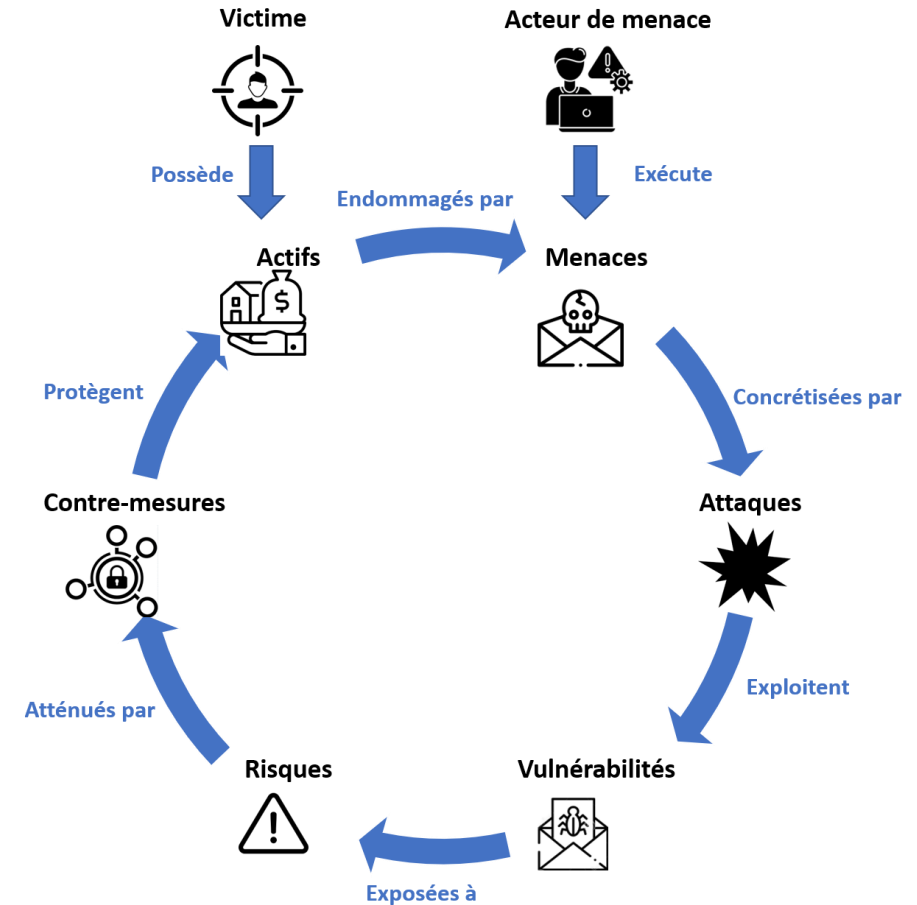 Victime
Acteur de menace
Possède
Exécute
Endommagés par
Actifs
Menaces
$
Protègent
Concrétisées par
Contre-mesures
Attaques
Exploitent
Atténués par
Risques
Vulnérabilités
Exposées à